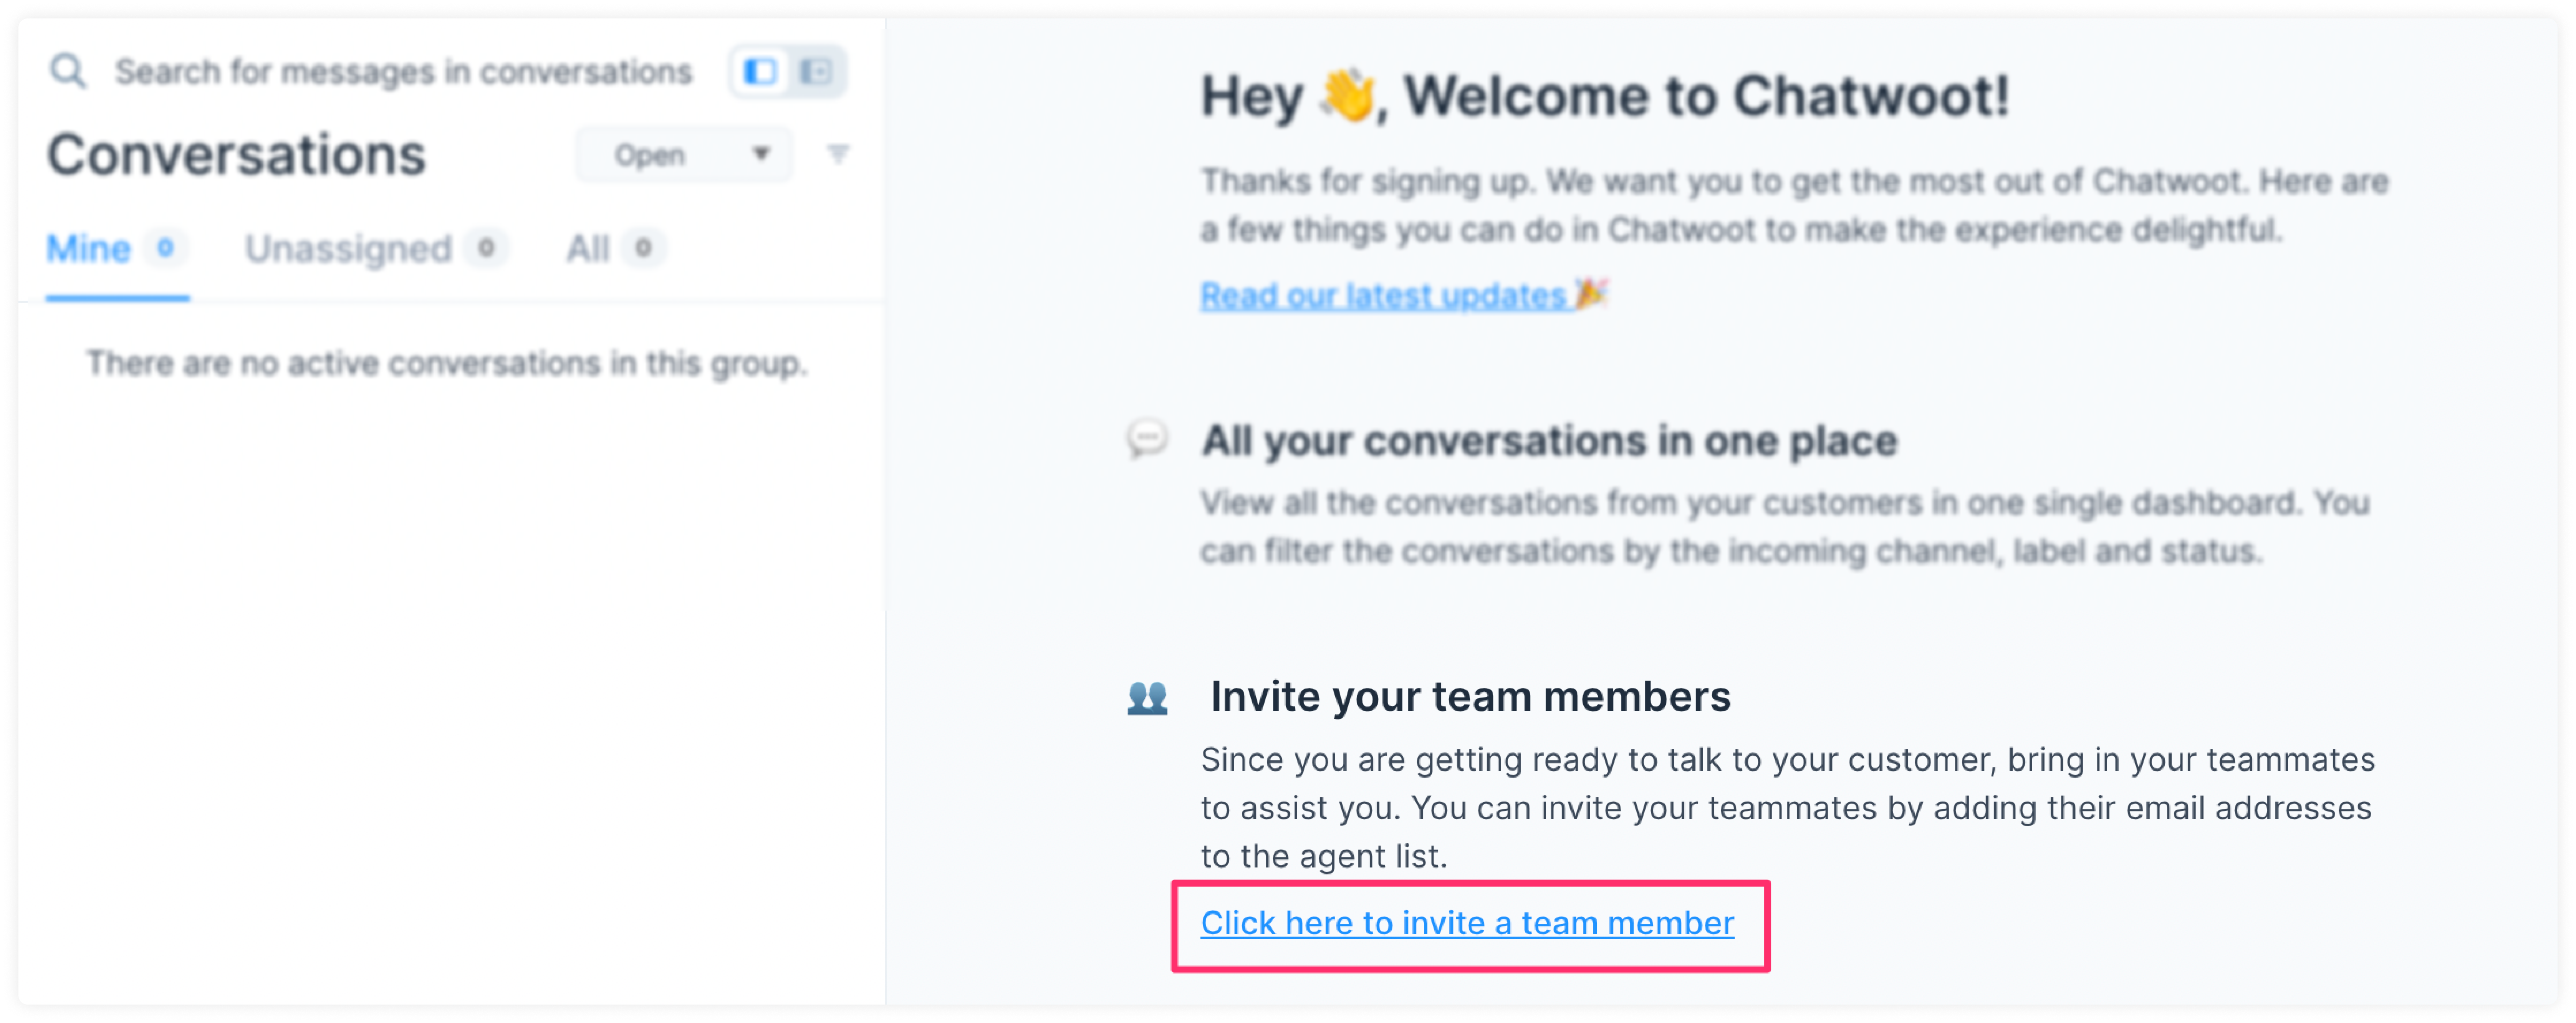 Search for messages in conversations
Conversations
Open
Mine 0 Unassigned 0 All 0
There are no active conversations in this group.
Hey 👋, Welcome to Chatwoot!
Thanks for signing up. We want you to get the most out of Chatwoot. Here are
a few things you can do in Chatwoot to make the experience delightful.
Read our latest updates 🎉
💬 All your conversations in one place
View all the conversations from your customers in one single dashboard. You
can filter the conversations by the incoming channel, label and status.
👥 Invite your team members
Since you are getting ready to talk to your customer, bring in your teammates
to assist you. You can invite your teammates by adding their email addresses
to the agent list.
Click here to invite a team member